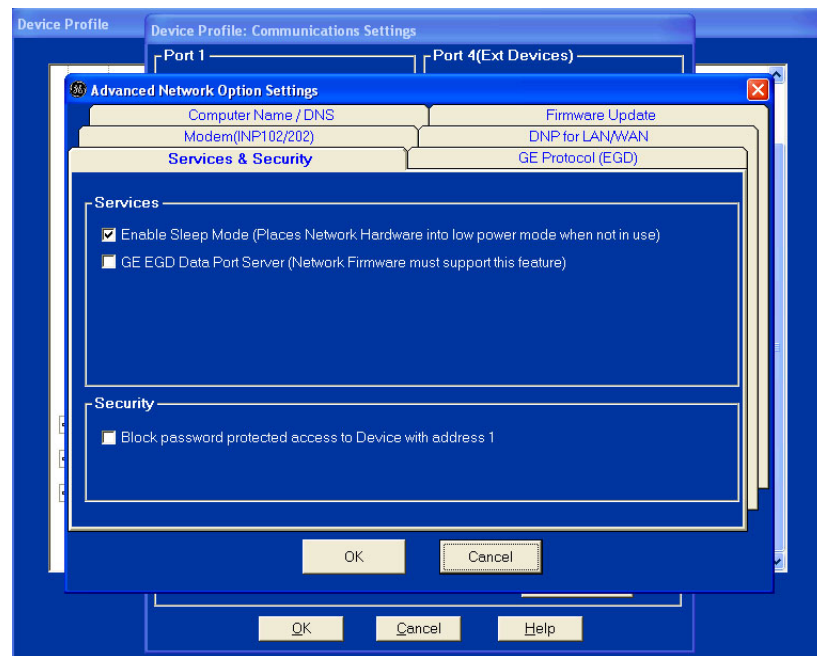 Device Profile
Device Profile: Communications Settings
Port 1
Port 4(Ext Devices)
Advanced Network Option Settings
Computer Name / DNS
Firmware Update
Modem(INP102/202)
DNP for LAN/WAN
Services & Security
GE Protocol (EGD)
Services
Enable Sleep Mode (Places Network Hardware into low power mode when not in use)
GE EGD Data Port Server (Network Firmware must support this feature)
Security
Block password protected access to Device with address 1
OK
Cancel
OK
Cancel
Help